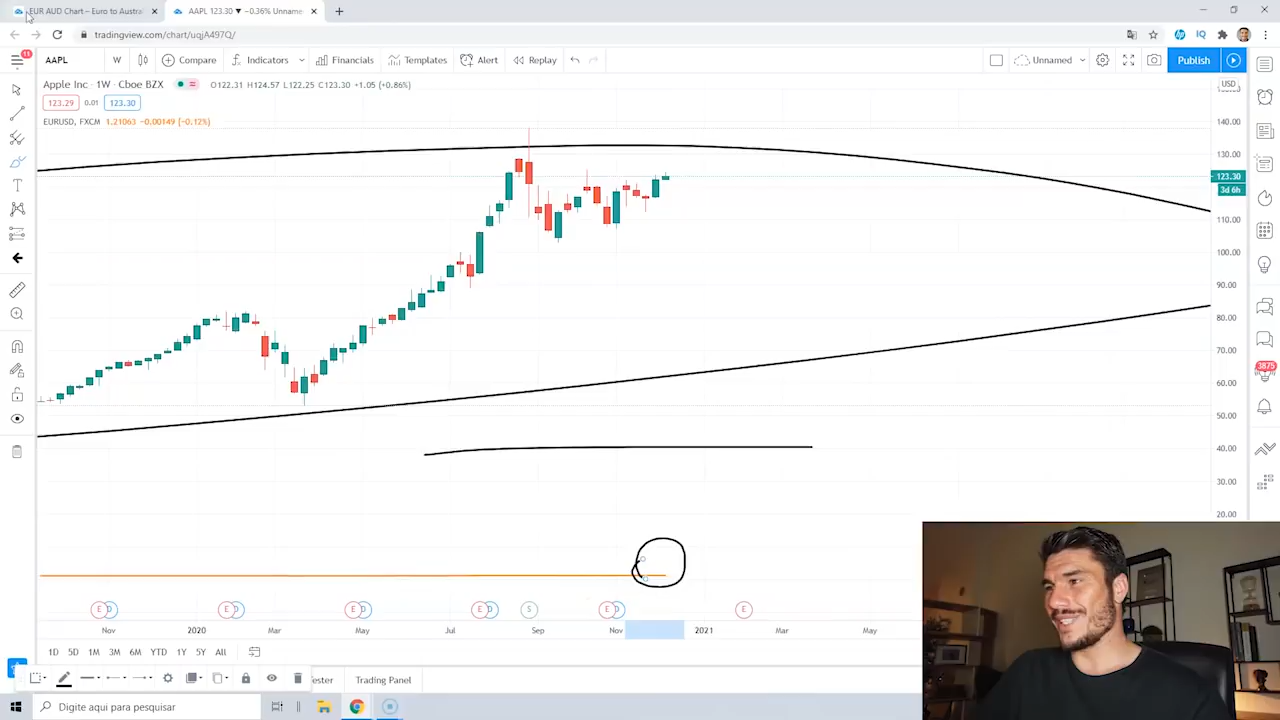 EUR AUD Chart – Euro to Austral
AAPL 123.30 ▼ −0.36% Unname
tradingview.com/chart/uqjA497Q/
11
AAPL
W
Compare
Indicators
Financials
Templates
Alert
Replay
Unnamed
Publish
Apple Inc · 1W · Cboe BZX
O122.31 H124.57 L122.25 C123.30 +1.05 (+0.86%)
USD
123.29
0.01
123.30
EURUSD, FXCM 1.21063 −0.00149 (−0.12%)
140.00
130.00
123.30
3d 6h
110.00
100.00
90.00
80.00
70.00
60.00
50.00
40.00
30.00
20.00
3875
E D
E D
E D
E D
S
E D
E
Nov
2020
Mar
May
Jul
Sep
Nov
2021
Mar
May
1D
5D
1M
3M
6M
YTD
1Y
5Y
All
Tester
Trading Panel
Digite aqui para pesquisar